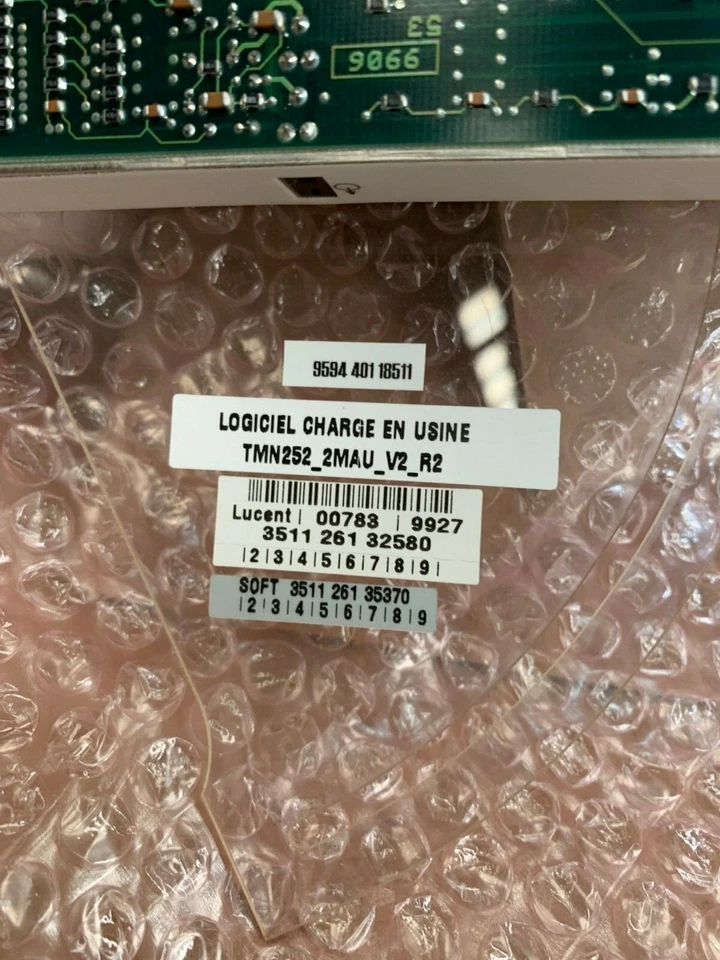 53
9066
9594 401 18511
LOGICIEL CHARGE EN USINE
TMN252_2MAU_V2_R2
Lucent | 00783 | 9927
3511 261 32580
|2|3|4|5|6|7|8|9|
SOFT 3511 261 35370
|2|3|4|5|6|7|8|9